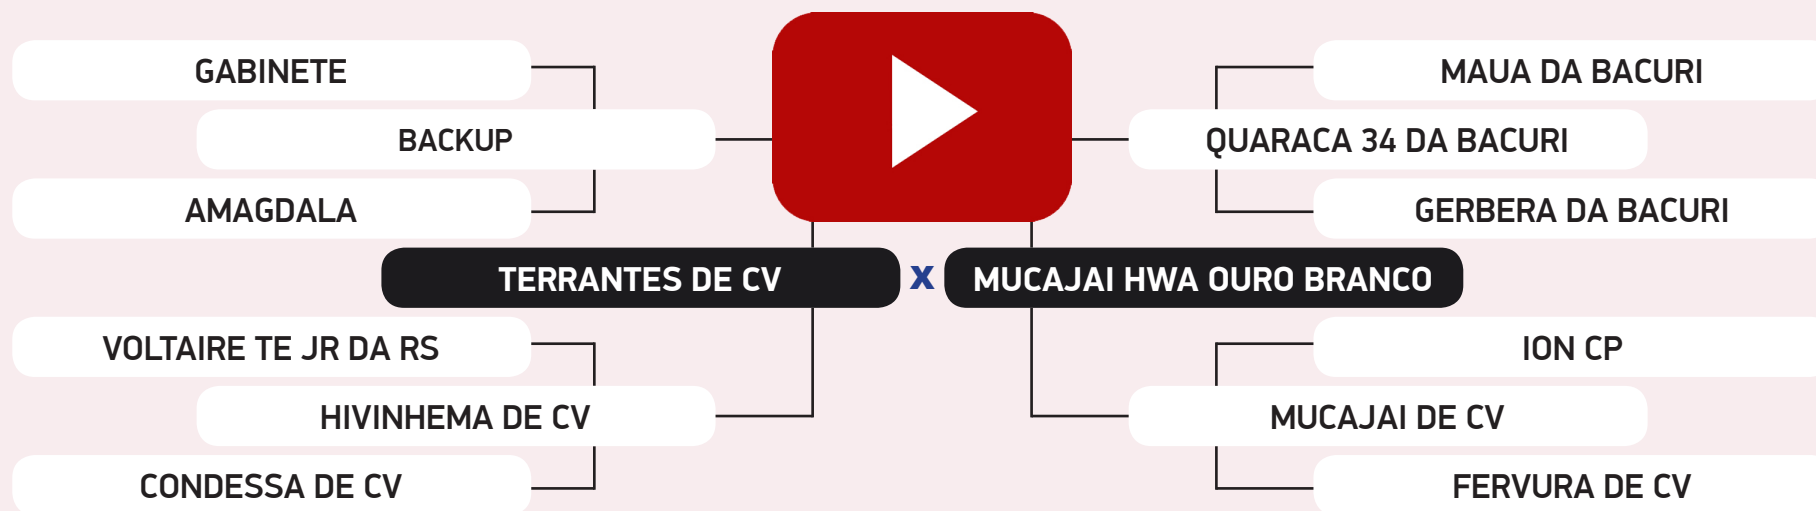 GABINETE
MAUA DA BACURI
BACKUP
QUARACA 34 DA BACURI
AMAGDALA
GERBERA DA BACURI
TERRANTES DE CV X MUCAJAI HWA OURO BRANCO
VOLTAIRE TE JR DA RS
ION CP
HIVINHEMA DE CV
MUCAJAI DE CV
CONDESSA DE CV
FERVURA DE CV